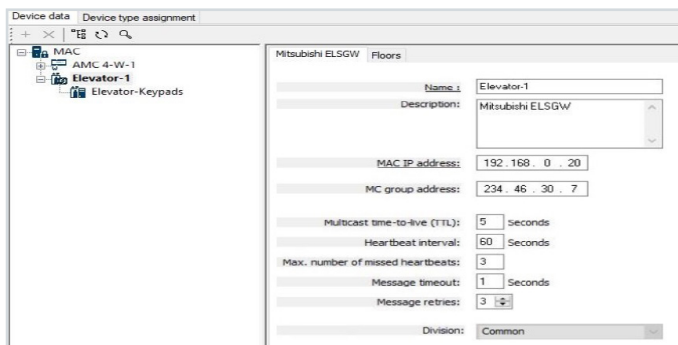 Device data Device type assignment
MAC
AMC 4-W-1
Elevator-1
Elevator-Keypads
Mitsubishi ELSGW Floors
Name : Elevator-1
Description: Mitsubishi ELSGW
MAC IP address: 192.168. 0 . 20
MC group address: 234 . 46 . 30 . 7
Multicast time-to-live (TTL): 5 Seconds
Heartbeat interval: 60 Seconds
Max. number of missed heartbeats: 3
Message timeout: 1 Seconds
Message retries: 3
Division: Common